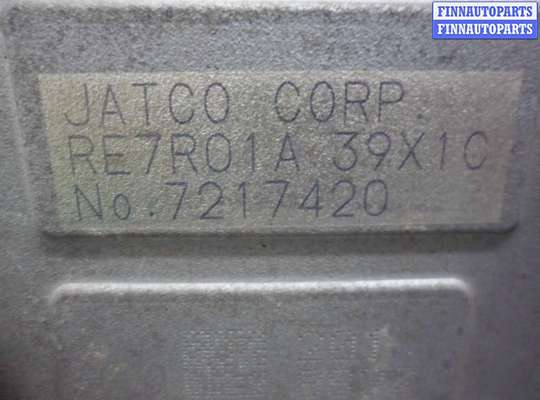 FINNAUTOPARTS
FINNAUTOPARTS
JATCO CORP.
RE7R01A 39X1C
No.7217420